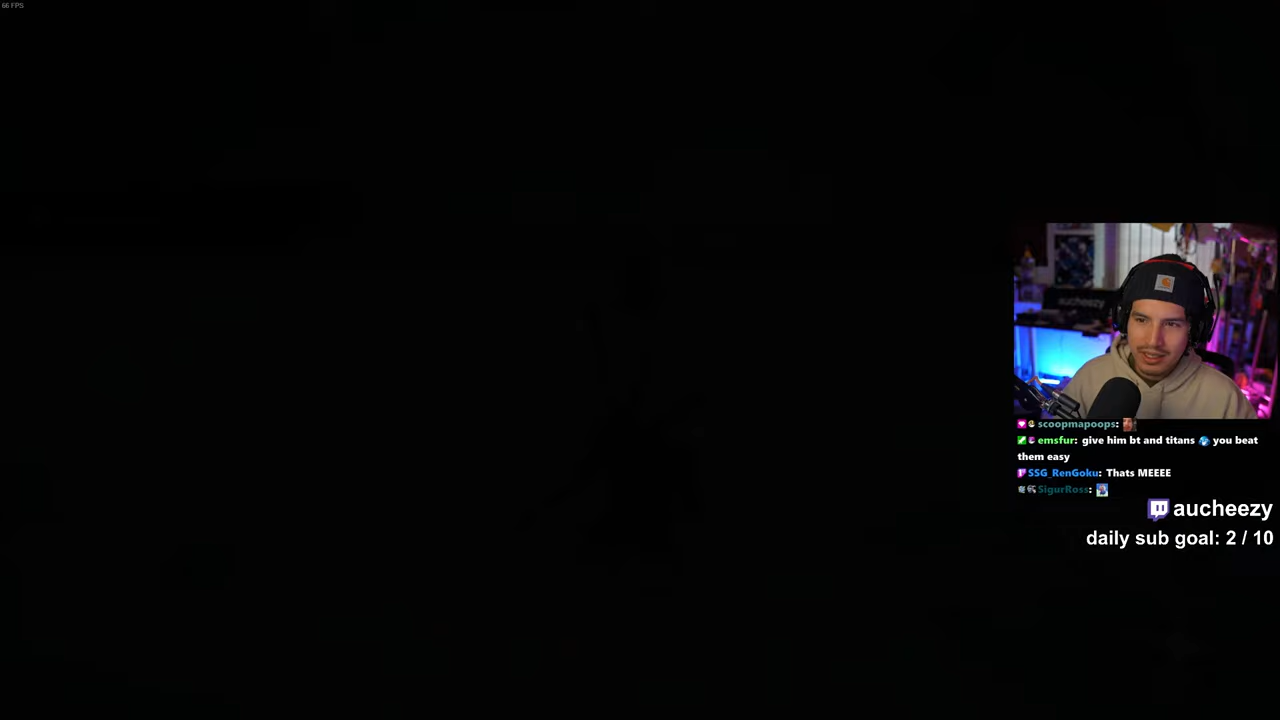 66 FPS
aucheezy
scoopmapoops:
emsfur: give him bt and titans you beat
them easy
SSG_RenGoku: Thats MEEEE
SigurRoss:
aucheezy
daily sub goal: 2 / 10